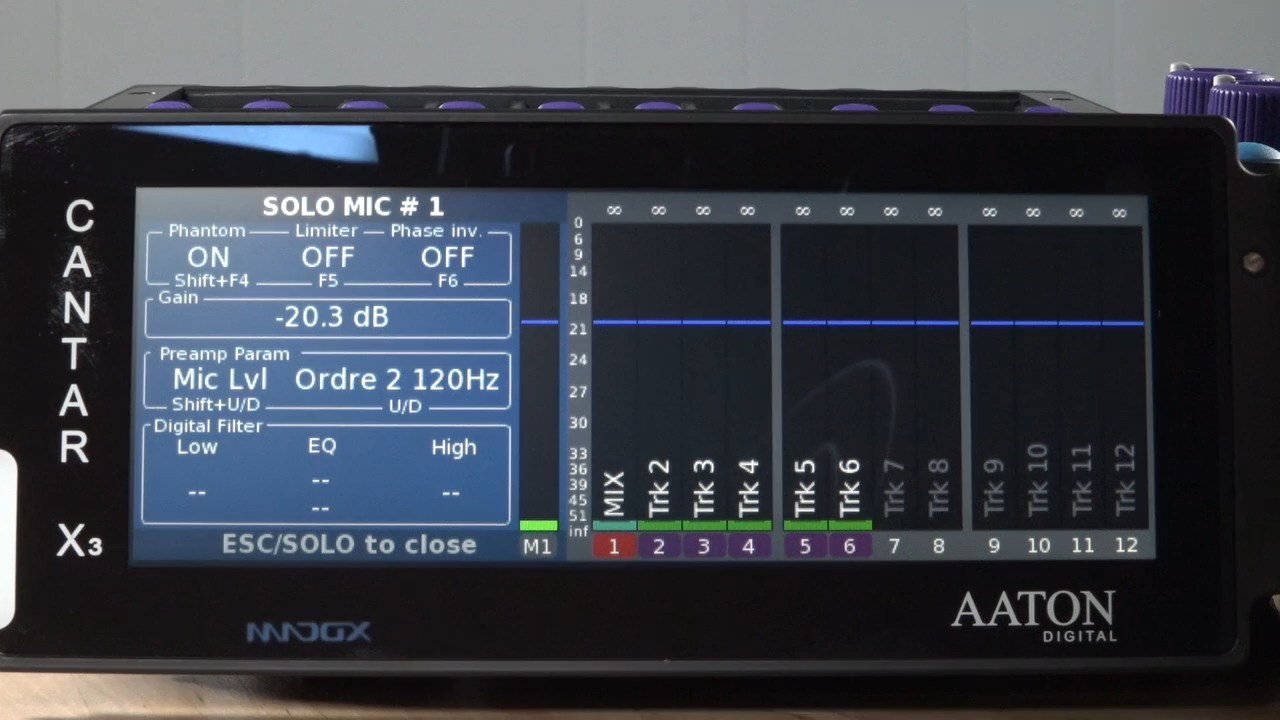 CANTAR X3
SOLO MIC # 1
Phantom Limiter Phase inv.
ON OFF OFF
Shift+F4 F5 F6
Gain
-20.3 dB
Preamp Param
Mic Lvl Ordre 2 120Hz
Shift+U/D U/D
Digital Filter
Low EQ High
--
-- --
--
ESC/SOLO to close
M1
∞ ∞ ∞ ∞ ∞ ∞ ∞ ∞ ∞ ∞ ∞ ∞
0
6
9
14
18
21
24
27
30
33
36
39
45
51
inf
MIX Trk 2 Trk 3 Trk 4 Trk 5 Trk 6 Trk 7 Trk 8 Trk 9 Trk 10 Trk 11 Trk 12
1 2 3 4 5 6 7 8 9 10 11 12
AATON
DIGITAL